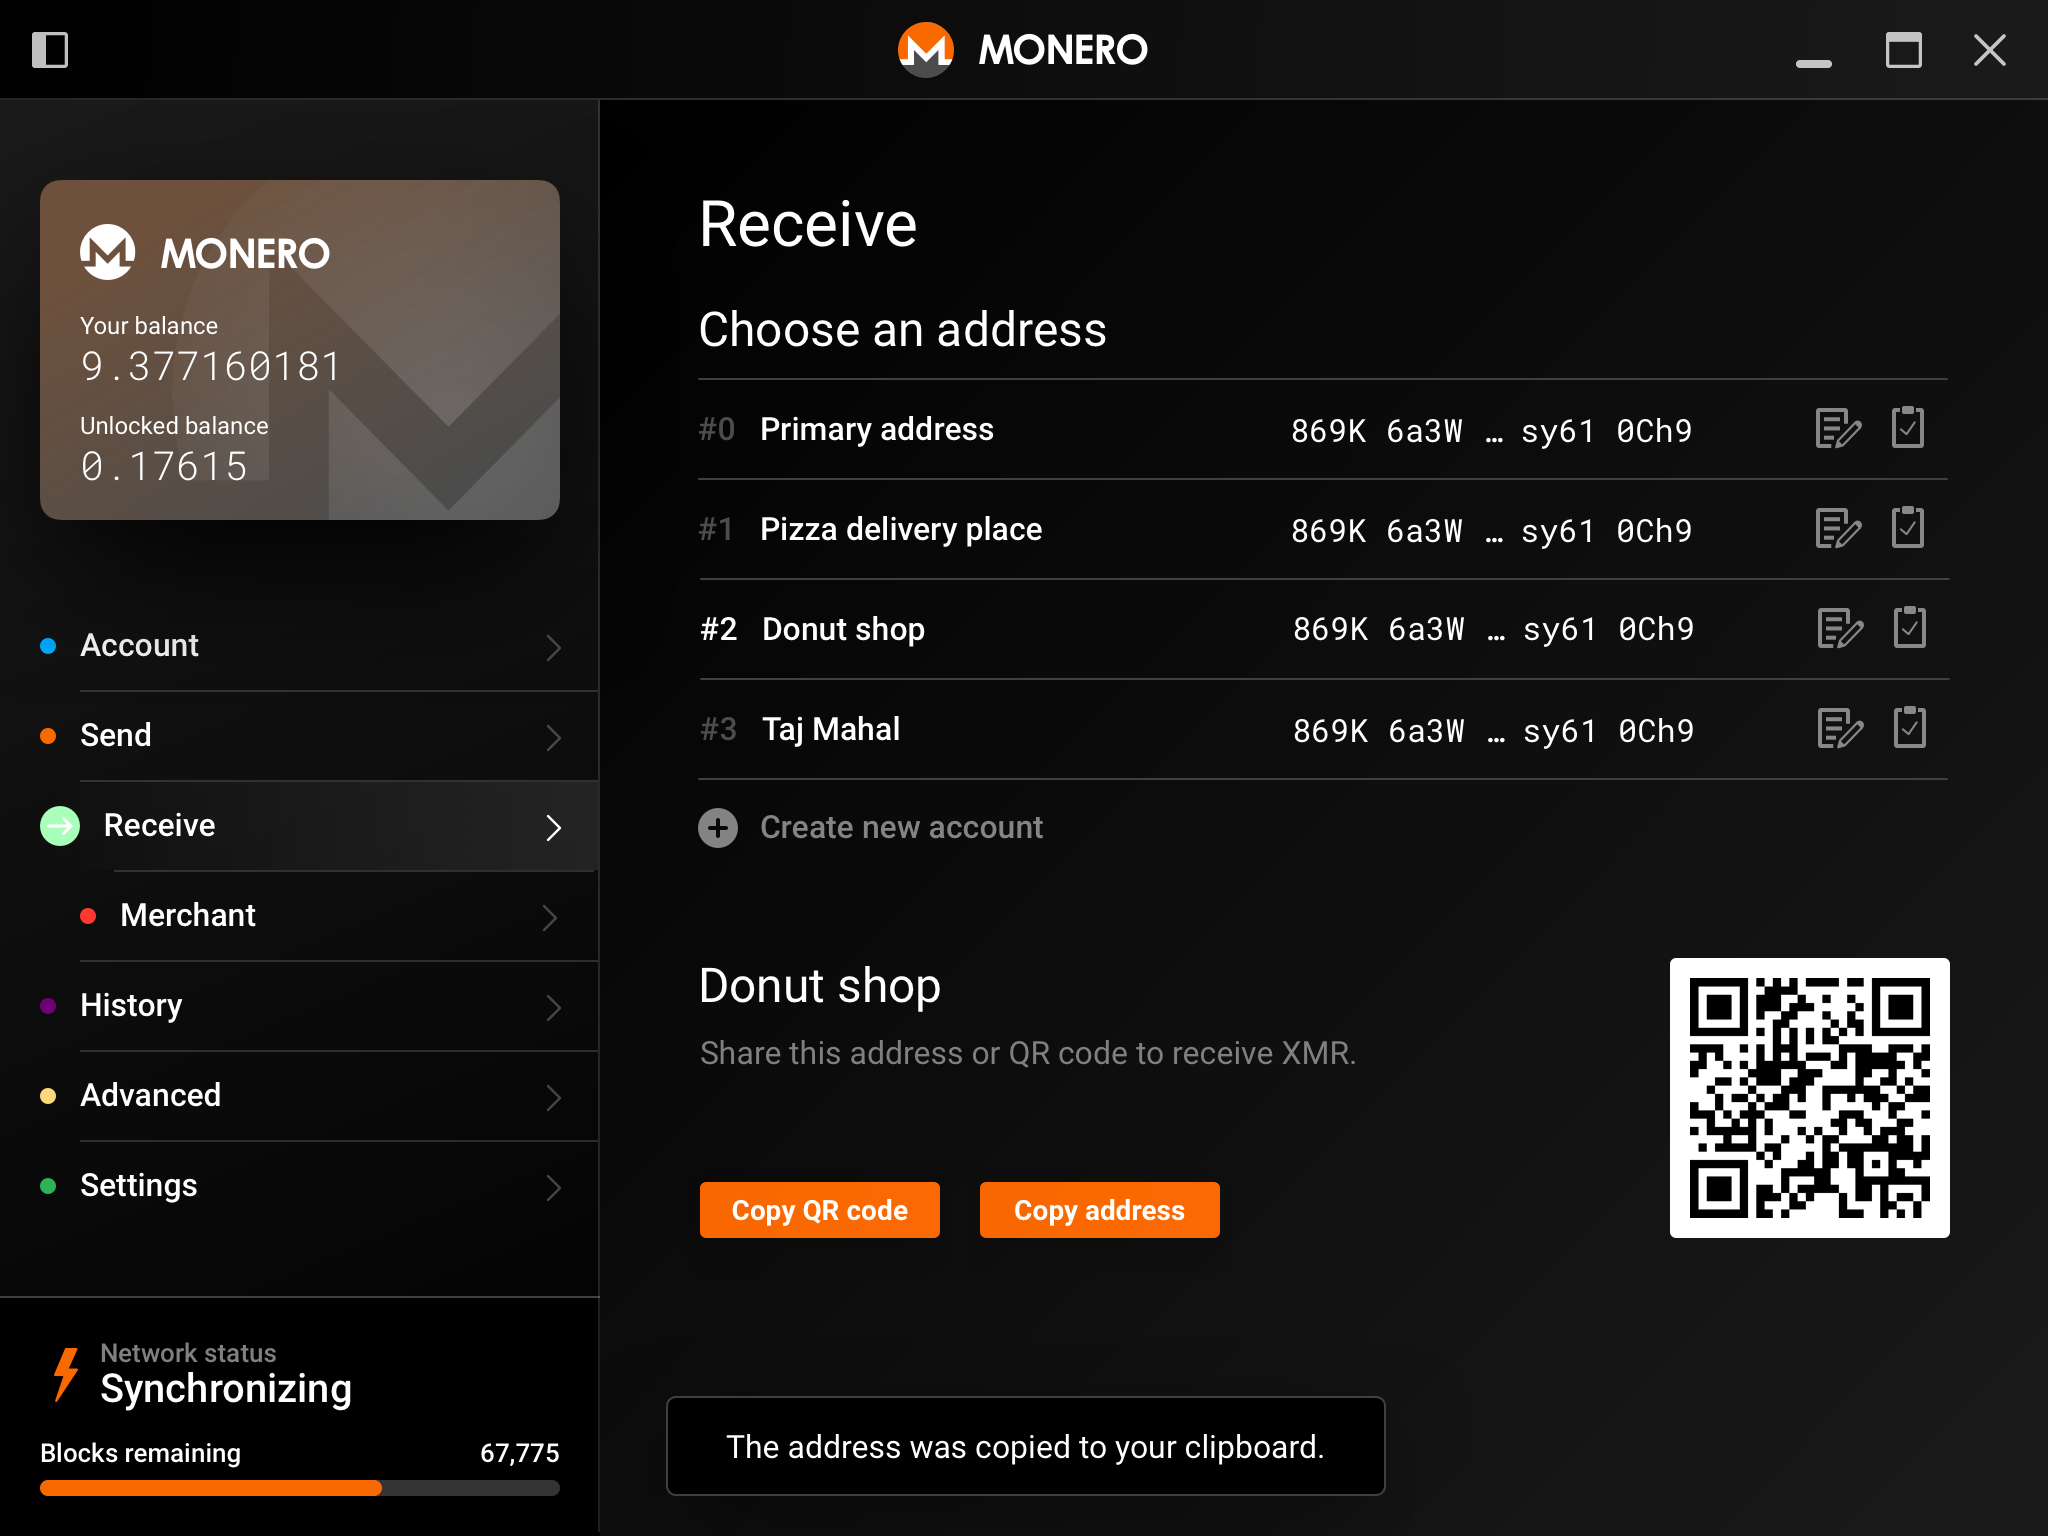 MONERO
MONERO
Your balance
9.377160181
Unlocked balance
0.17615
Account
Send
Receive
Merchant
History
Advanced
Settings
Network status
Synchronizing
Blocks remaining 67,775
Receive
Choose an address
#0 Primary address 869K 6a3W … sy61 0Ch9
#1 Pizza delivery place 869K 6a3W … sy61 0Ch9
#2 Donut shop 869K 6a3W … sy61 0Ch9
#3 Taj Mahal 869K 6a3W … sy61 0Ch9
Create new account
Donut shop
Share this address or QR code to receive XMR.
Copy QR code Copy address
The address was copied to your clipboard.